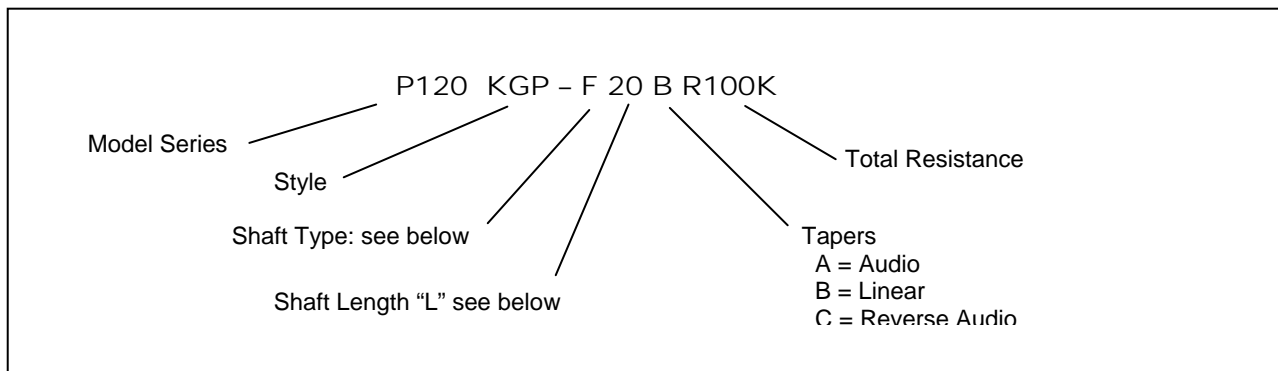 P120 KGP – F 20 B R100K
Model Series
Total Resistance
Style
Shaft Type: see below
Tapers
A = Audio
Shaft Length “L” see below
B = Linear
C = Reverse Audio